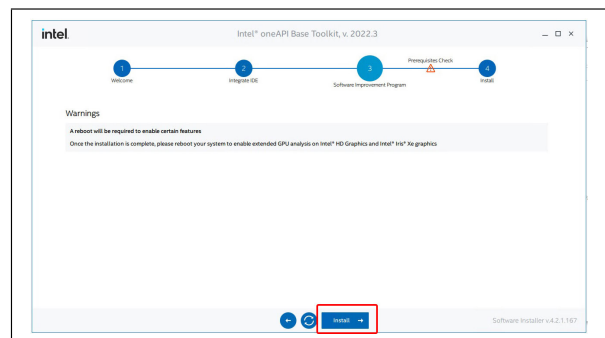 intel.
Intel® oneAPI Base Toolkit, v. 2022.3
1
2
3
Prerequisites Check
4
Welcome
Integrate IDE
Software Improvement Program
Install
Warnings
A reboot will be required to enable certain features
Once the installation is complete, please reboot your system to enable extended GPU analysis on Intel® HD Graphics and Intel® Iris® Xe graphics
Install
Software Installer v.4.2.1.167